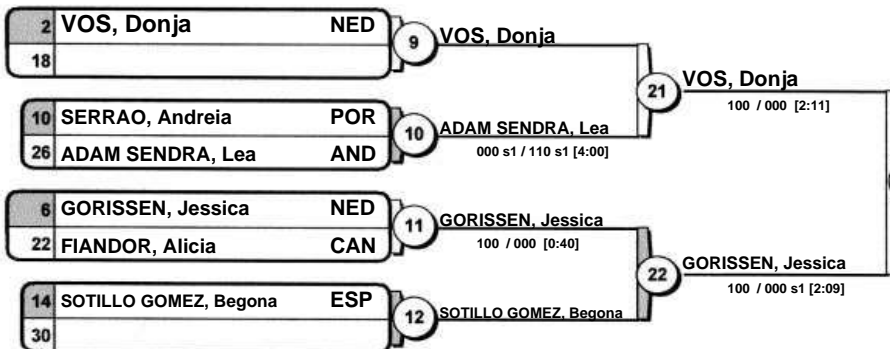 2 VOS, Donja NED
18
9 VOS, Donja
10 SERRAO, Andreia POR
26 ADAM SENDRA, Lea AND
10 ADAM SENDRA, Lea
000 s1 / 110 s1 [4:00]
21 VOS, Donja
100 / 000 [2:11]
6 GORISSEN, Jessica NED
22 FIANDOR, Alicia CAN
11 GORISSEN, Jessica
100 / 000 [0:40]
14 SOTILLO GOMEZ, Begona ESP
30
12 SOTILLO GOMEZ, Begona
22 GORISSEN, Jessica
100 / 000 s1 [2:09]